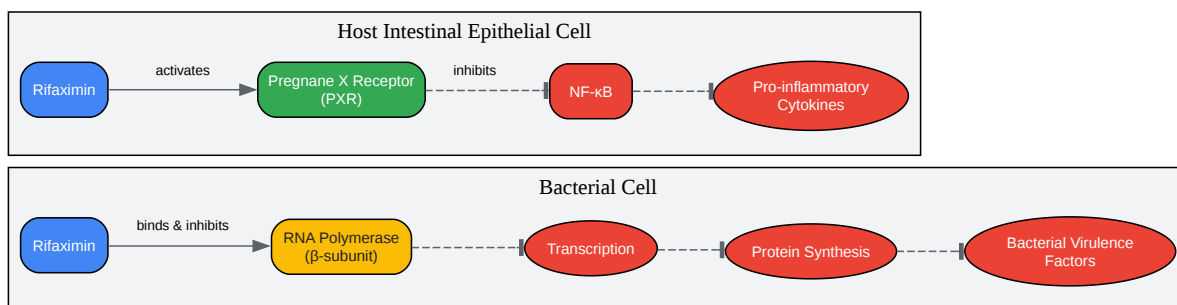 Host Intestinal Epithelial Cell
Rifaximin
activates
Pregnane X Receptor
(PXR)
inhibits
NF-κB
Pro-inflammatory
Cytokines
Bacterial Cell
Rifaximin
binds & inhibits
RNA Polymerase
(β-subunit)
Transcription
Protein Synthesis
Bacterial Virulence
Factors